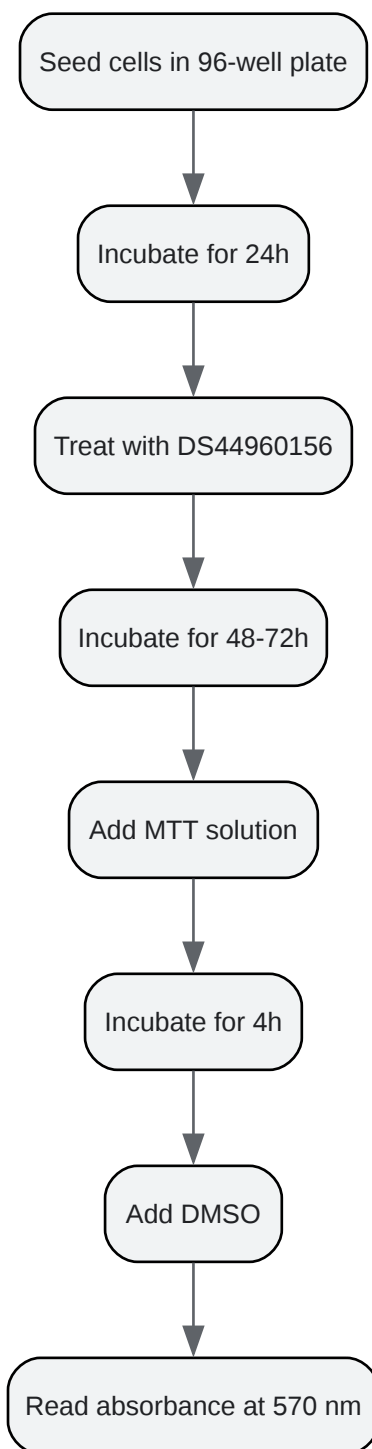 Seed cells in 96-well plate
Incubate for 24h
Treat with DS44960156
Incubate for 48-72h
Add MTT solution
Incubate for 4h
Add DMSO
Read absorbance at 570 nm